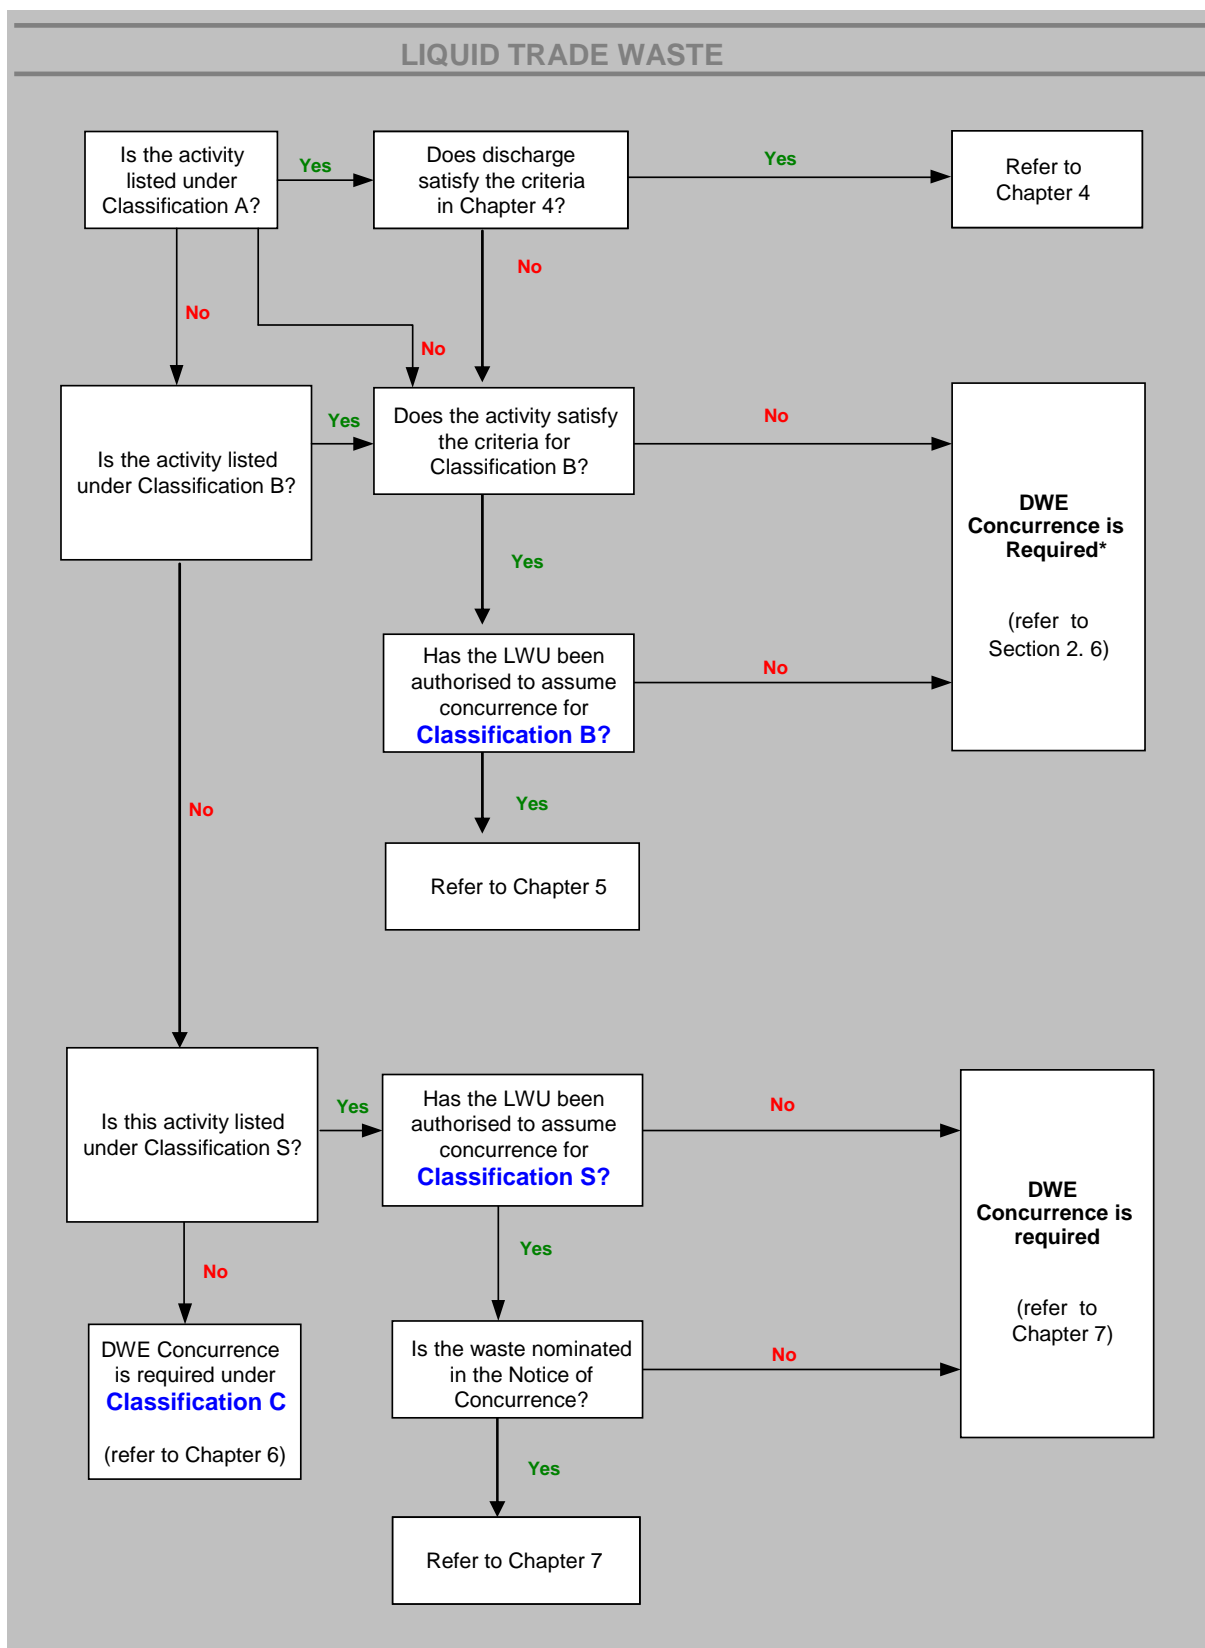 LIQUID TRADE WASTE
Is the activity
listed under
Classification A?
Yes
Does discharge
satisfy the criteria
in Chapter 4?
Yes
Refer to
Chapter 4
No
No
No
Is the activity listed
under Classification B?
Yes
Does the activity satisfy
the criteria for
Classification B?
No
DWE
Concurrence is
Required*
(refer to
Section 2. 6)
Yes
Has the LWU been
authorised to assume
concurrence for
Classification B?
No
Yes
No
Refer to Chapter 5
Is this activity listed
under Classification S?
Yes
Has the LWU been
authorised to assume
concurrence for
Classification S?
No
DWE
Concurrence is
required
(refer to
Chapter 7)
Yes
No
DWE Concurrence
is required under
Classification C
(refer to Chapter 6)
Is the waste nominated
in the Notice of
Concurrence?
No
Yes
Refer to Chapter 7